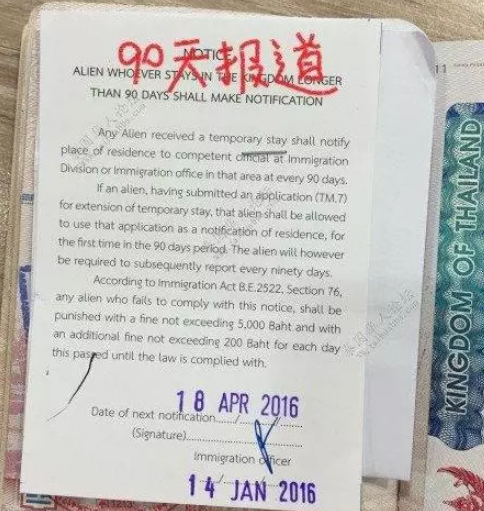 90天报道
NOTICE
ALIEN WHOEVER STAYS IN THE KINGDOM LONGER
THAN 90 DAYS SHALL MAKE NOTIFICATION
Any Alien received a temporary stay shall notify
place of residence to competent official at Immigration
Division or Immigration office in that area at every 90 days.
If an alien, having submitted an application (TM.7)
for extension of temporary stay, that alien shall be allowed
to use that application as a notification of residence, for
the first time in the 90 days period. The alien will however
be required to subsequently report every ninety days.
According to Immigration Act B.E.2522, Section 76,
any alien who fails to comply with this notice, shall be
punished with a fine not exceeding 5,000 Baht and with
an additional fine not exceeding 200 Baht for each day
this passed until the law is complied with.
18 APR 2016
Date of next notification....../....../......
(Signature)..............................
Immigration officer
14 JAN 2016
11
KINGDOM OF THAILAND